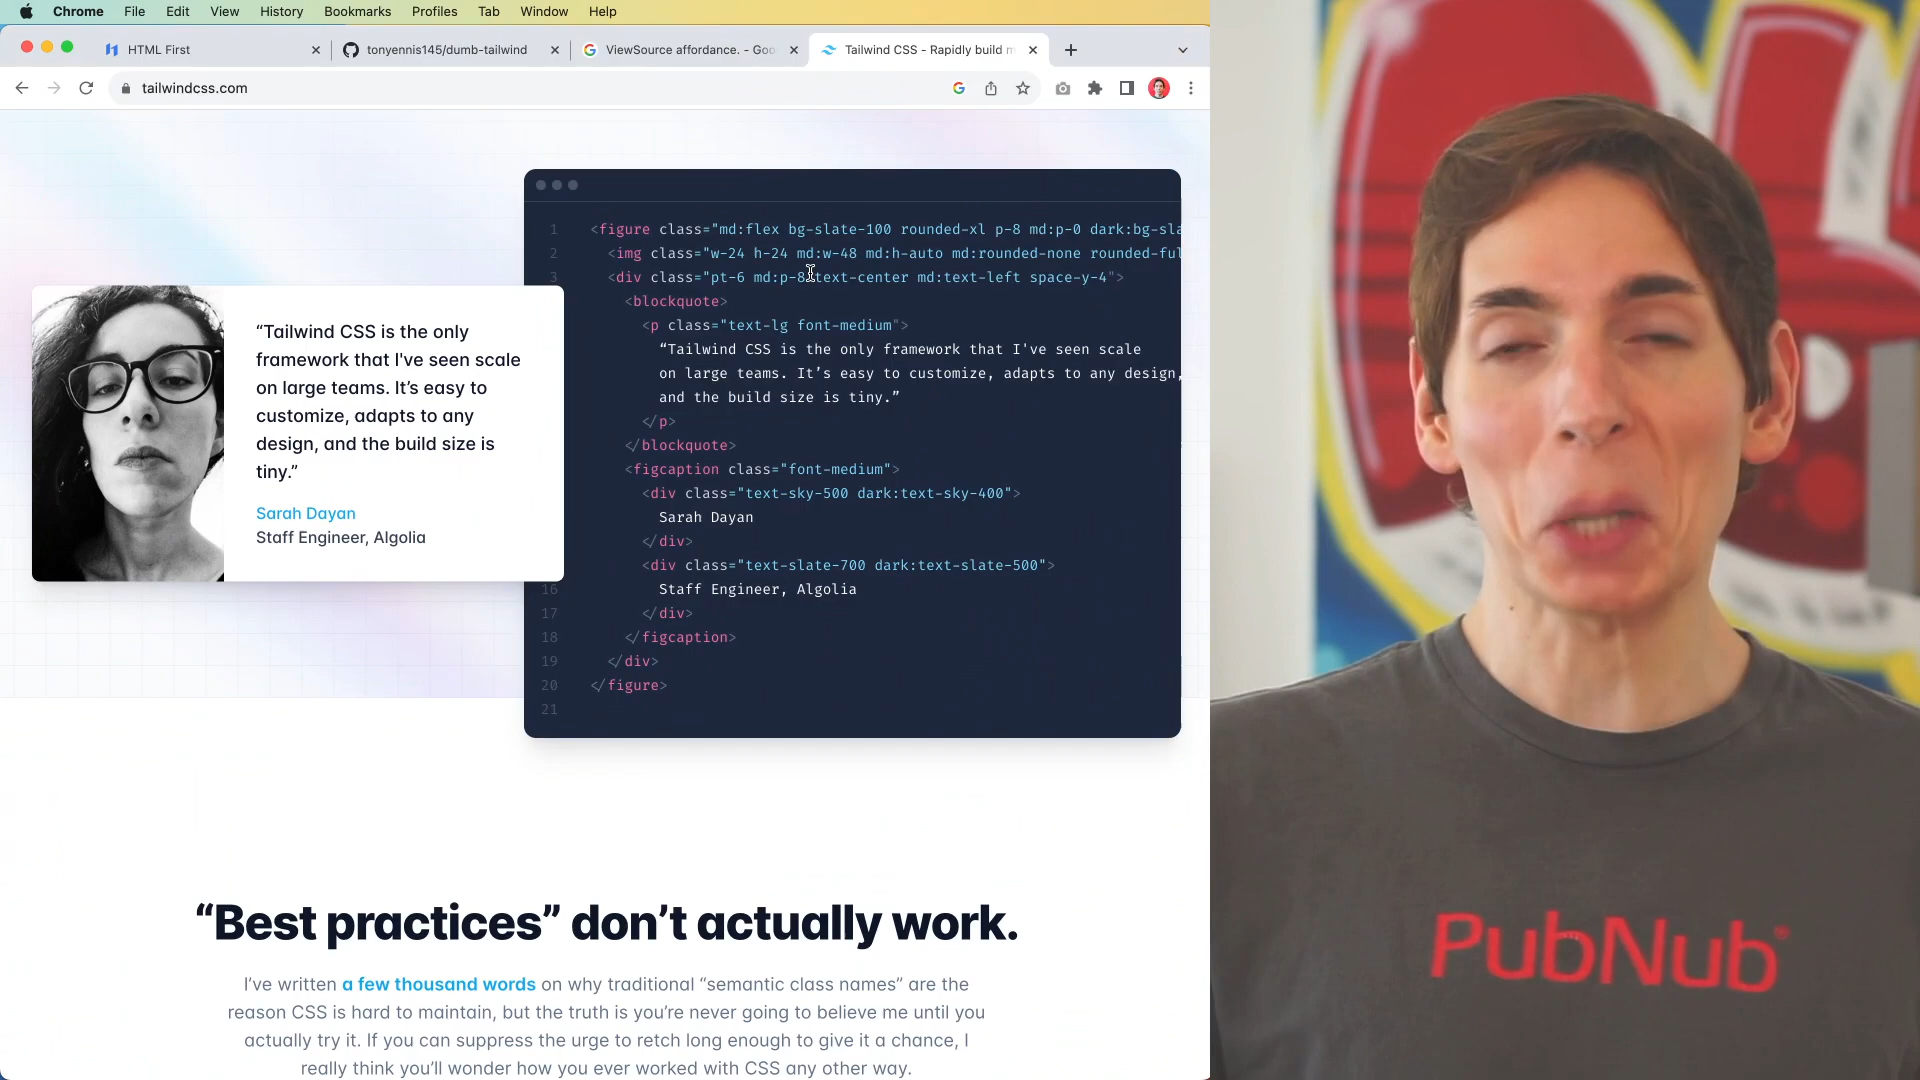 Chrome File Edit View History Bookmarks Profiles Tab Window Help
HTML First
tonyennis145/dumb-tailwind
ViewSource affordance. - Goo
Tailwind CSS - Rapidly build m
tailwindcss.com
1 <figure class="md:flex bg-slate-100 rounded-xl p-8 md:p-0 dark:bg-sla
2 <img class="w-24 h-24 md:w-48 md:h-auto md:rounded-none rounded-ful
3 <div class="pt-6 md:p-8 text-center md:text-left space-y-4">
<blockquote>
<p class="text-lg font-medium">
“Tailwind CSS is the only framework that I've seen scale
on large teams. It’s easy to customize, adapts to any design,
and the build size is tiny.”
</p>
</blockquote>
<figcaption class="font-medium">
<div class="text-sky-500 dark:text-sky-400">
Sarah Dayan
</div>
<div class="text-slate-700 dark:text-slate-500">
16 Staff Engineer, Algolia
17 </div>
18 </figcaption>
19 </div>
20 </figure>
21
“Tailwind CSS is the only
framework that I've seen scale
on large teams. It’s easy to
customize, adapts to any
design, and the build size is
tiny.”
Sarah Dayan
Staff Engineer, Algolia
“Best practices” don’t actually work.
I’ve written a few thousand words on why traditional “semantic class names” are the
reason CSS is hard to maintain, but the truth is you’re never going to believe me until you
actually try it. If you can suppress the urge to retch long enough to give it a chance, I
really think you’ll wonder how you ever worked with CSS any other way.
PubNub®